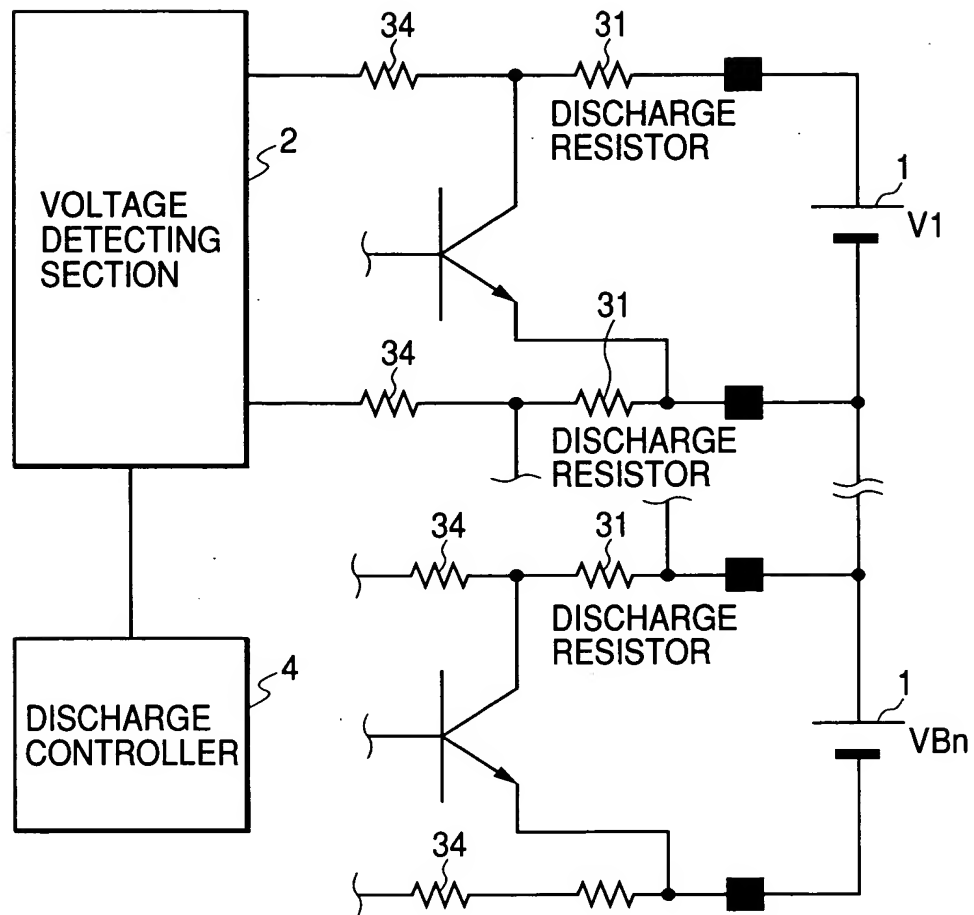 34
31
DISCHARGE
RESISTOR
2
VOLTAGE
DETECTING
SECTION
1
V1
31
34
DISCHARGE
RESISTOR
34
31
DISCHARGE
RESISTOR
4
DISCHARGE
CONTROLLER
1
VBn
34